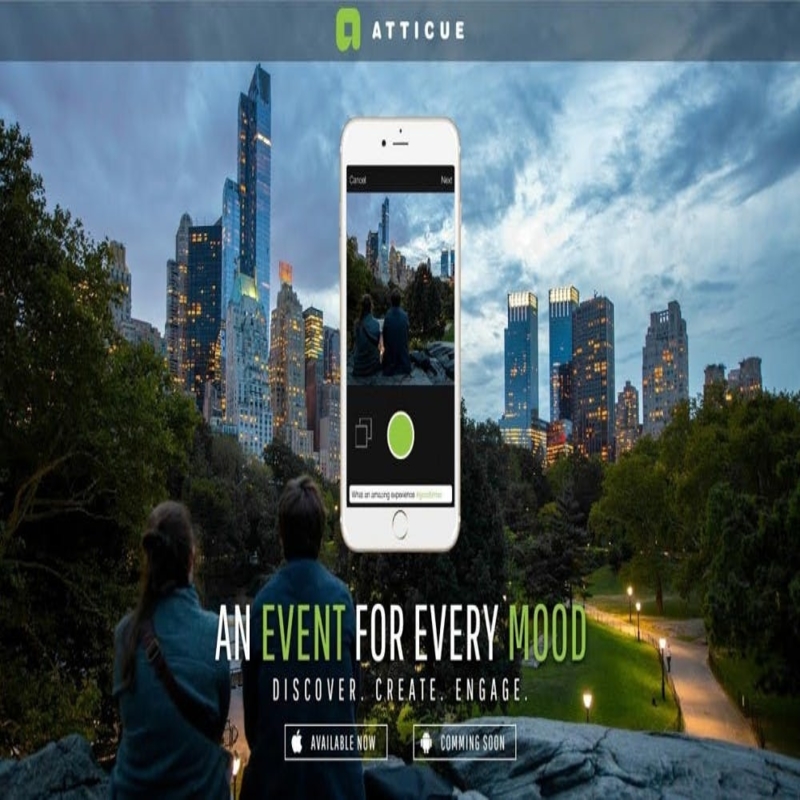 ATTICUE
Cancel Next
What an amazing experience
AN EVENT FOR EVERY MOOD
DISCOVER. CREATE. ENGAGE.
AVAILABLE NOW COMMING SOON